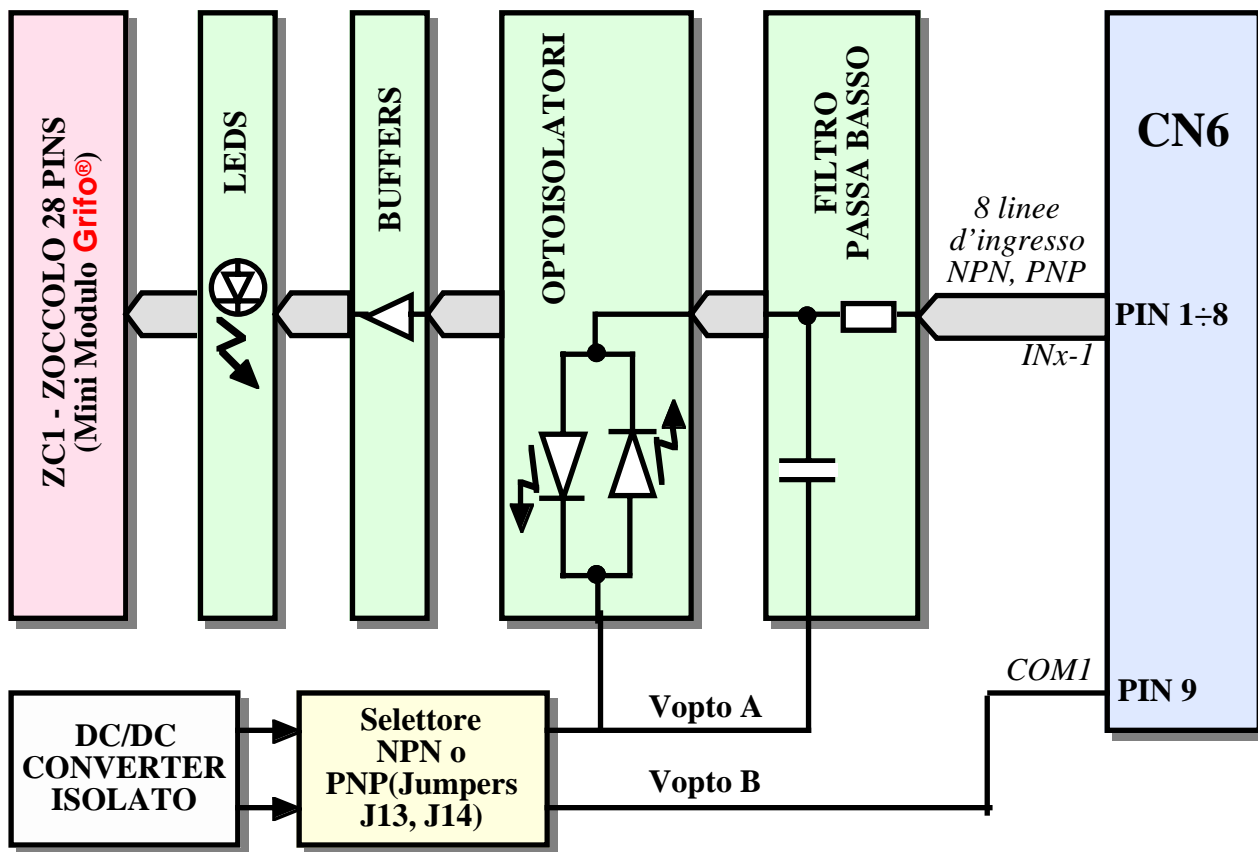 ZC1 - ZOCCOLO 28 PINS
(Mini Modulo Grifo®)
LEDS
BUFFERS
OPTOISOLATORI
FILTRO
PASSA BASSO
8 linee
d’ingresso
NPN, PNP
INx-1
CN6
PIN 1÷8
COM1
PIN 9
DC/DC
CONVERTER
ISOLATO
Selettore
NPN o
PNP(Jumpers
J13, J14)
Vopto A
Vopto B